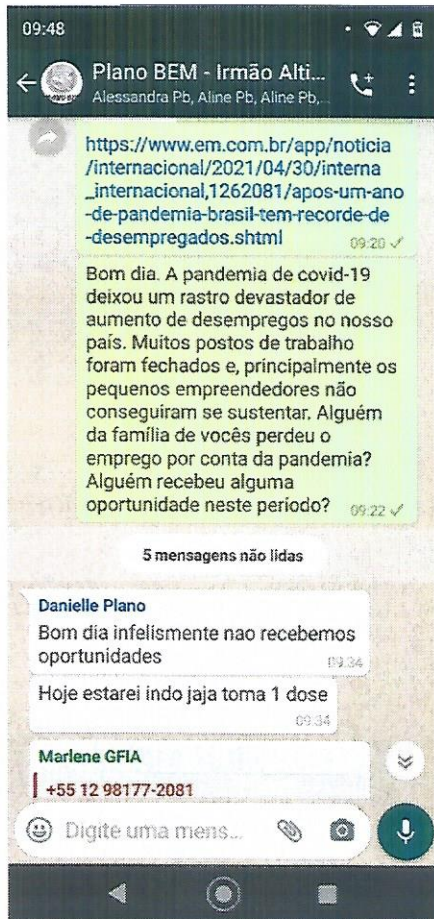 09:48
Plano BEM - Irmão Alti...
Alessandra Pb, Aline Pb, Aline Pb,...
https://www.em.com.br/app/noticia
/internacional/2021/04/30/interna
_internacional,1262081/apos-um-ano
-de-pandemia-brasil-tem-recorde-de
-desempregados.shtml
09:20
Bom dia. A pandemia de covid-19
deixou um rastro devastador de
aumento de desempregos no nosso
país. Muitos postos de trabalho
foram fechados e, principalmente os
pequenos empreendedores não
conseguiram se sustentar. Alguém
da família de vocês perdeu o
emprego por conta da pandemia?
Alguém recebeu alguma
oportunidade neste período?
09:22
5 mensagens não lidas
Danielle Plano
Bom dia infelismente nao recebemos
oportunidades
09:34
Hoje estarei indo jaja toma 1 dose
09:34
Marlene GFIA
+55 12 98177-2081
Digite uma mens...